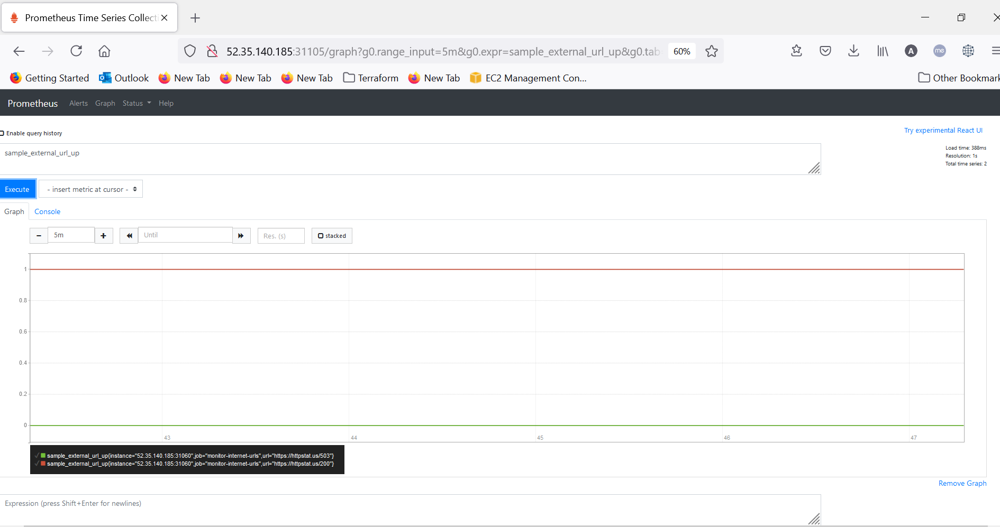 Prometheus Time Series Collecti
52.35.140.185:31105/graph?g0.range_input=5m&g0.expr=sample_external_url_up&g0.tab
60%
A
me
Getting Started
Outlook
New Tab
New Tab
New Tab
Terraform
New Tab
EC2 Management Con...
Other Bookmark
Prometheus
Alerts
Graph
Status
Help
Enable query history
Try experimental React UI
sample_external_url_up
Load time: 388ms
Resolution: 1s
Total time series: 2
Execute
- insert metric at cursor -
Graph
Console
5m
Until
Res. (s)
stacked
1
0.8
0.6
0.4
0.2
0
43
44
45
46
47
sample_external_url_up{instance="52.35.140.185:31060",job="monitor-internet-urls",url="https://httpstat.us/503"}
sample_external_url_up{instance="52.35.140.185:31060",job="monitor-internet-urls",url="https://httpstat.us/200"}
Remove Graph
Expression (press Shift+Enter for newlines)